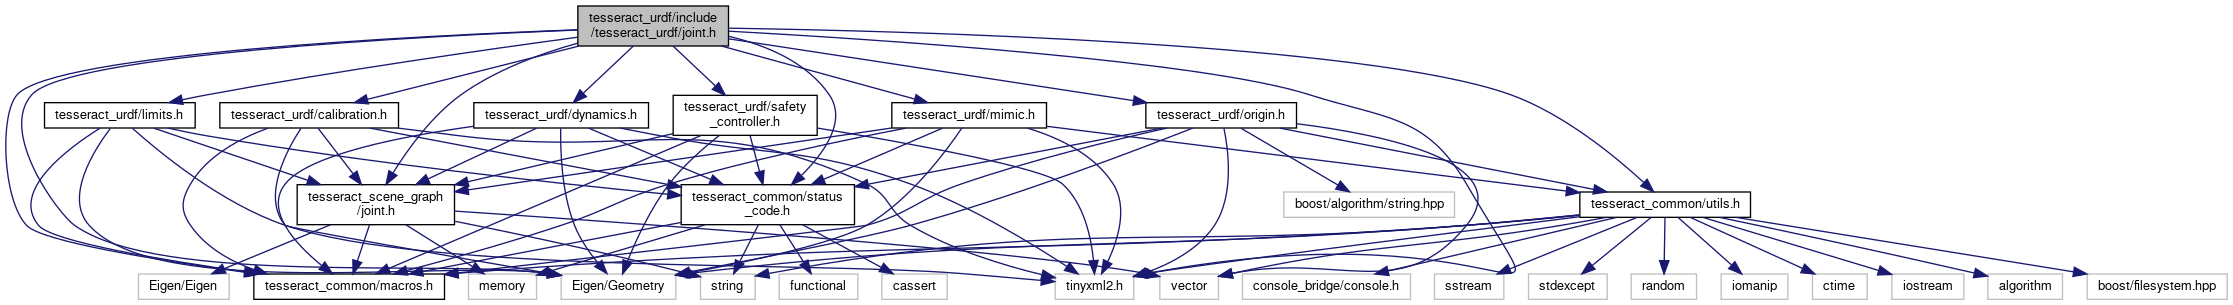 tesseract_urdf/include
/tesseract_urdf/joint.h
tesseract_urdf/limits.h
tesseract_urdf/calibration.h
tesseract_urdf/dynamics.h
tesseract_urdf/safety
_controller.h
tesseract_urdf/mimic.h
tesseract_urdf/origin.h
tesseract_scene_graph
/joint.h
tesseract_common/status
_code.h
boost/algorithm/string.hpp
tesseract_common/utils.h
Eigen/Eigen
tesseract_common/macros.h
memory
Eigen/Geometry
string
functional
cassert
tinyxml2.h
vector
console_bridge/console.h
sstream
stdexcept
random
iomanip
ctime
iostream
algorithm
boost/filesystem.hpp